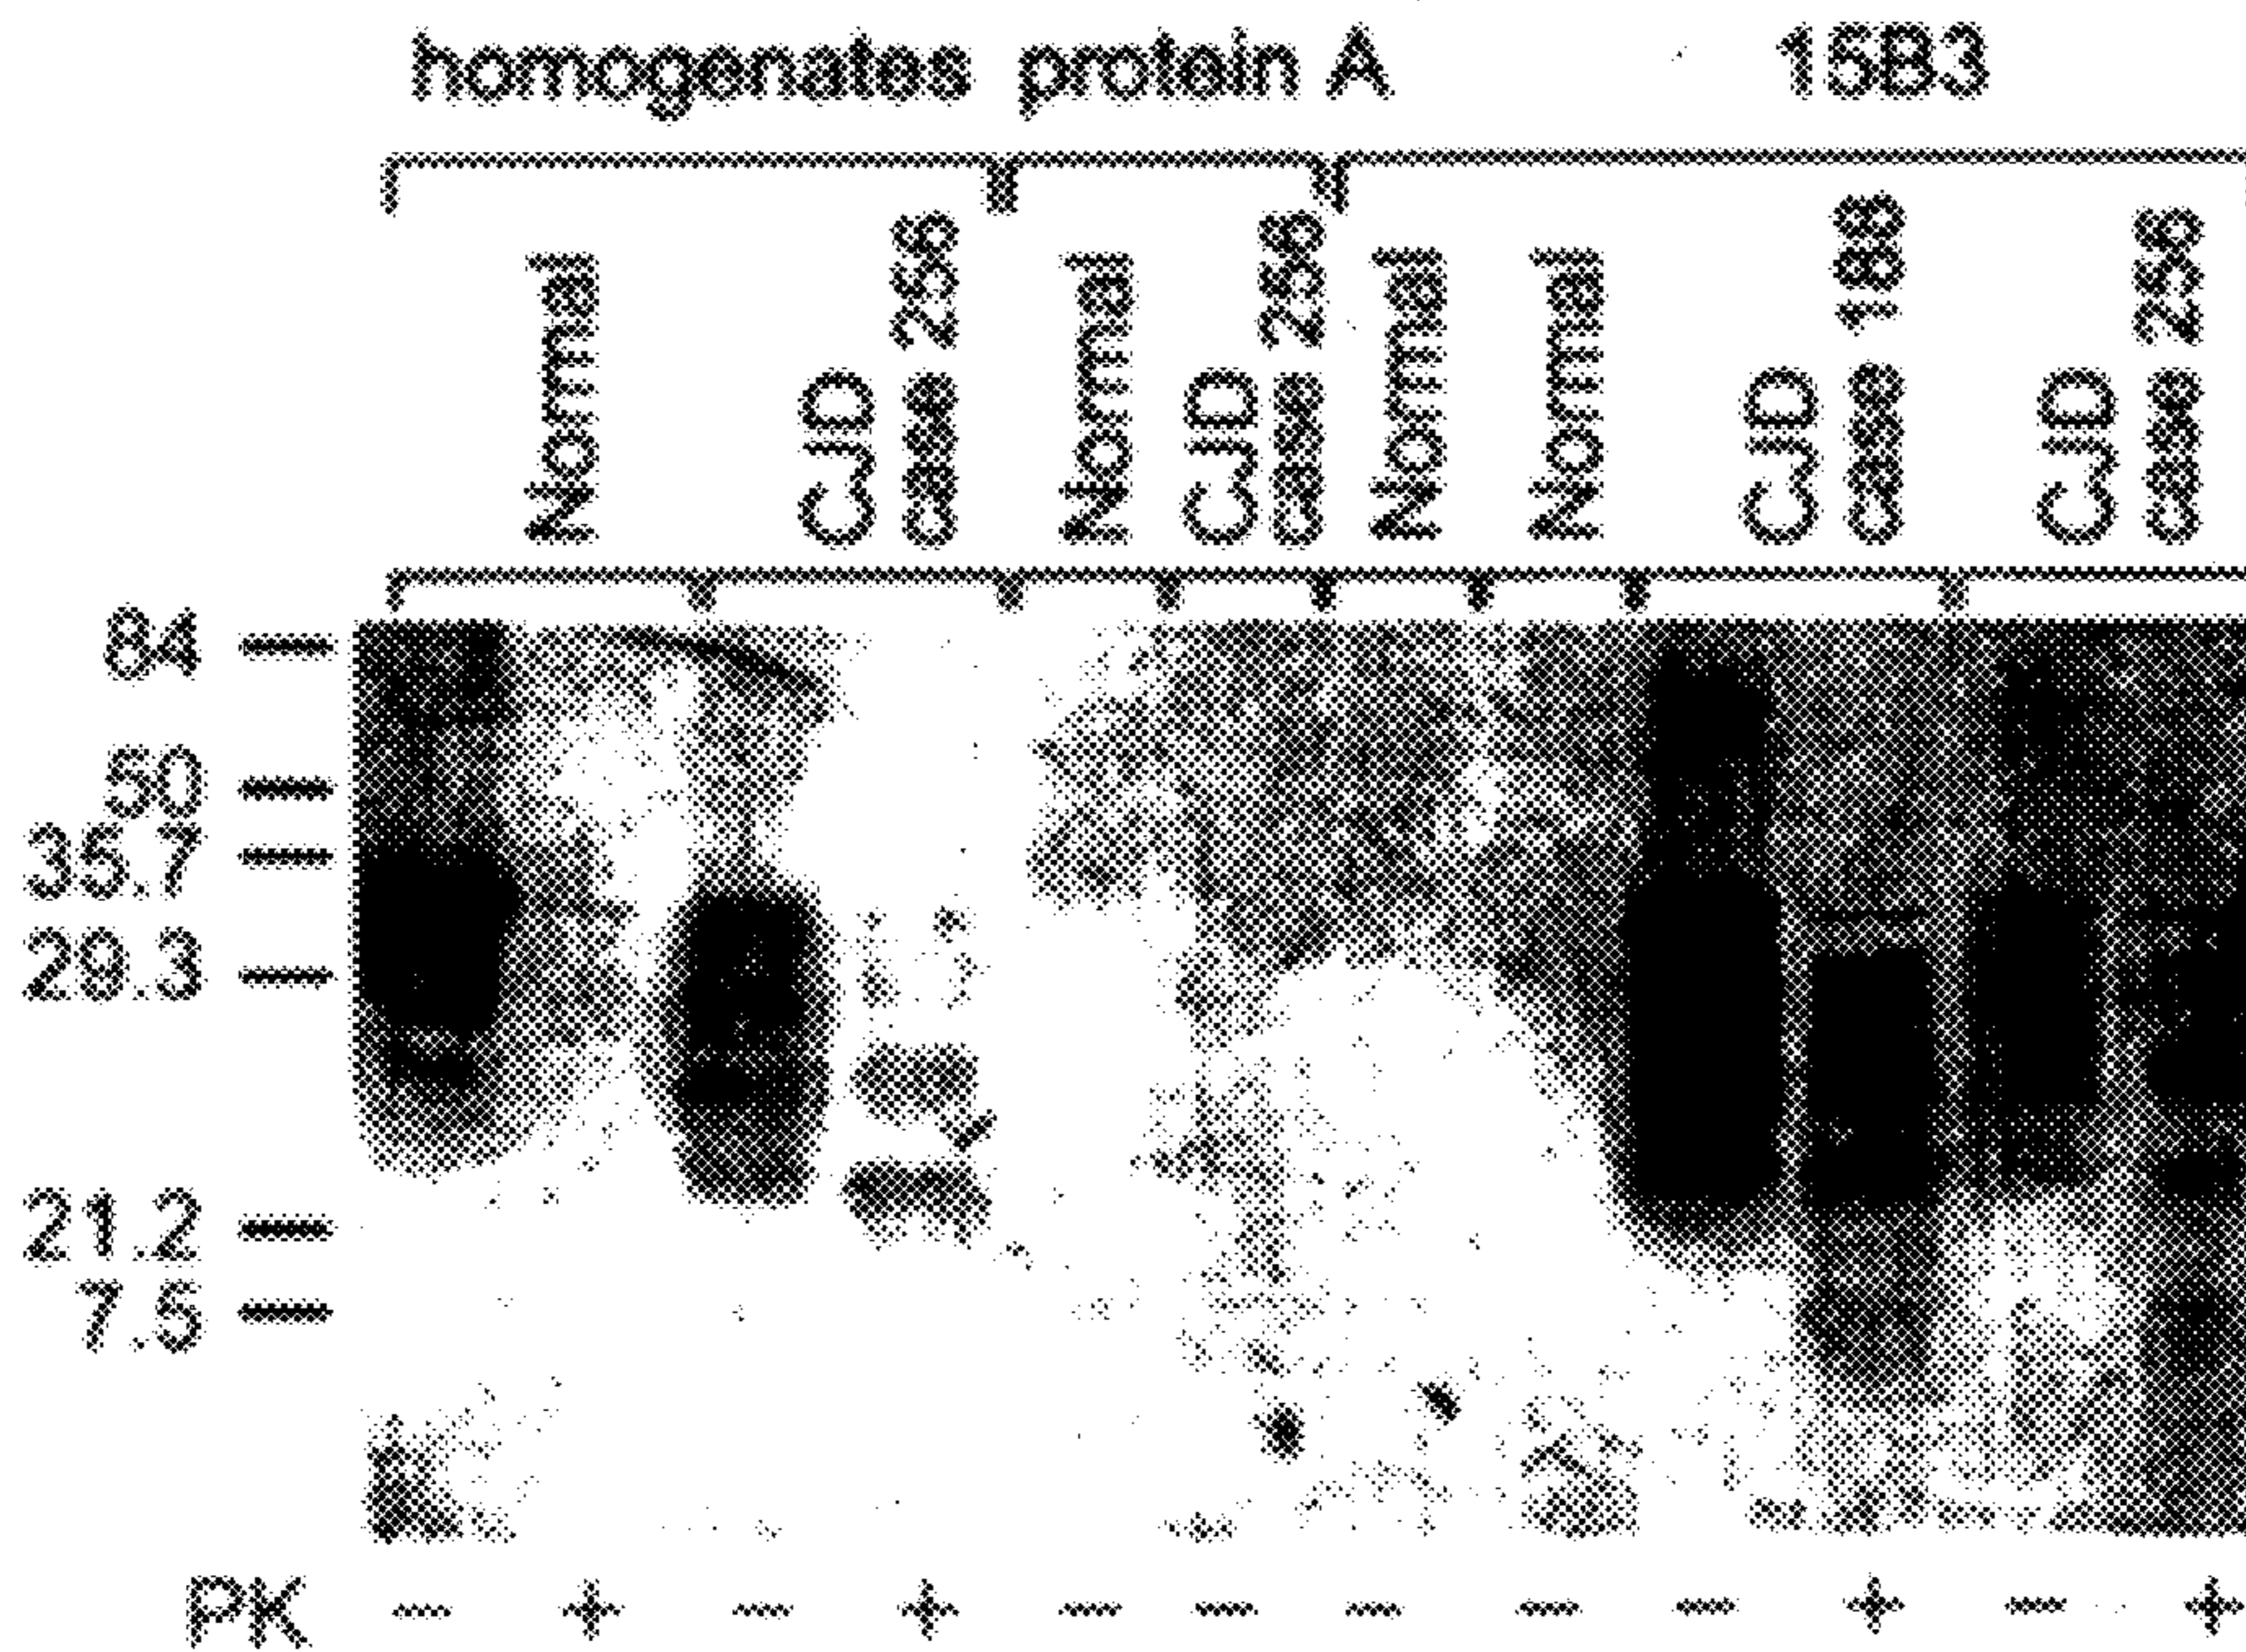 homogenates protein A 15B3
Normal
CJD
case 256
Normal
CJD
case 256
Normal
Normal
CJD
case 188
CJD
case 256
84 —
50 —
35.7 —
29.3 —
21.2 —
7.5 —
PK − + − + − − − − − + − +